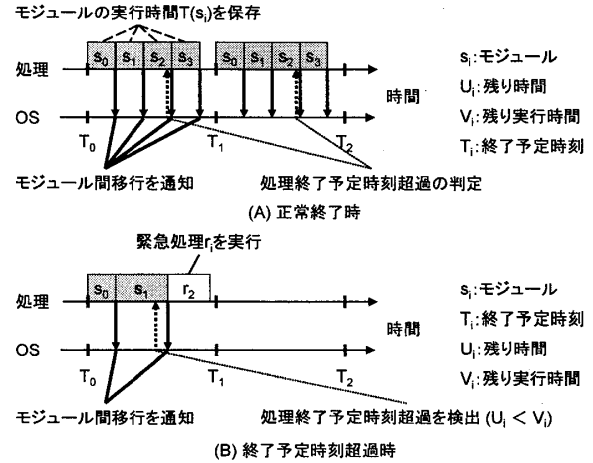 モジュールの実行時間T(si)を保存
s0 s1 s2 s3 s0 s1 s2 s3
処理
時間
OS
T0 T1 T2
si:モジュール
Ui:残り時間
Vi:残り実行時間
Ti:終了予定時刻
モジュール間移行を通知 処理終了予定時刻超過の判定
(A) 正常終了時
緊急処理riを実行
s0 s1 r2
処理
時間
OS
T0 T1 T2
si:モジュール
Ti:終了予定時刻
Ui:残り時間
Vi:残り実行時間
モジュール間移行を通知 処理終了予定時刻超過を検出 (Ui < Vi)
(B) 終了予定時刻超過時